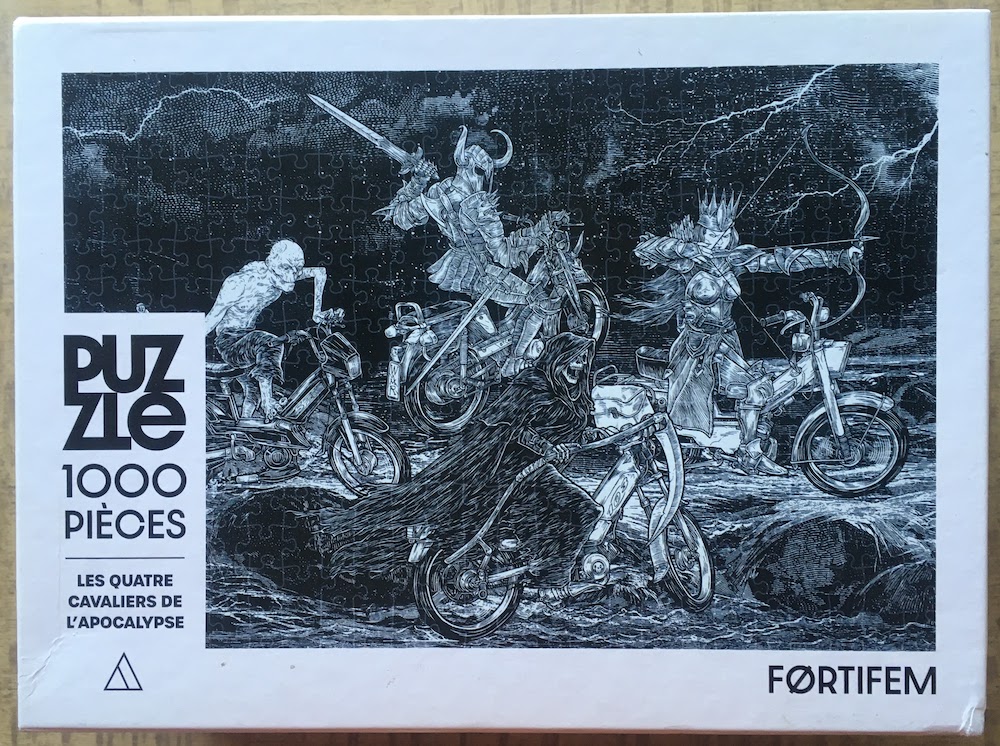 PUZ
ZLE
1000
PIÈCES
LES QUATRE
CAVALIERS DE
L'APOCALYPSE
FØRTIFEM